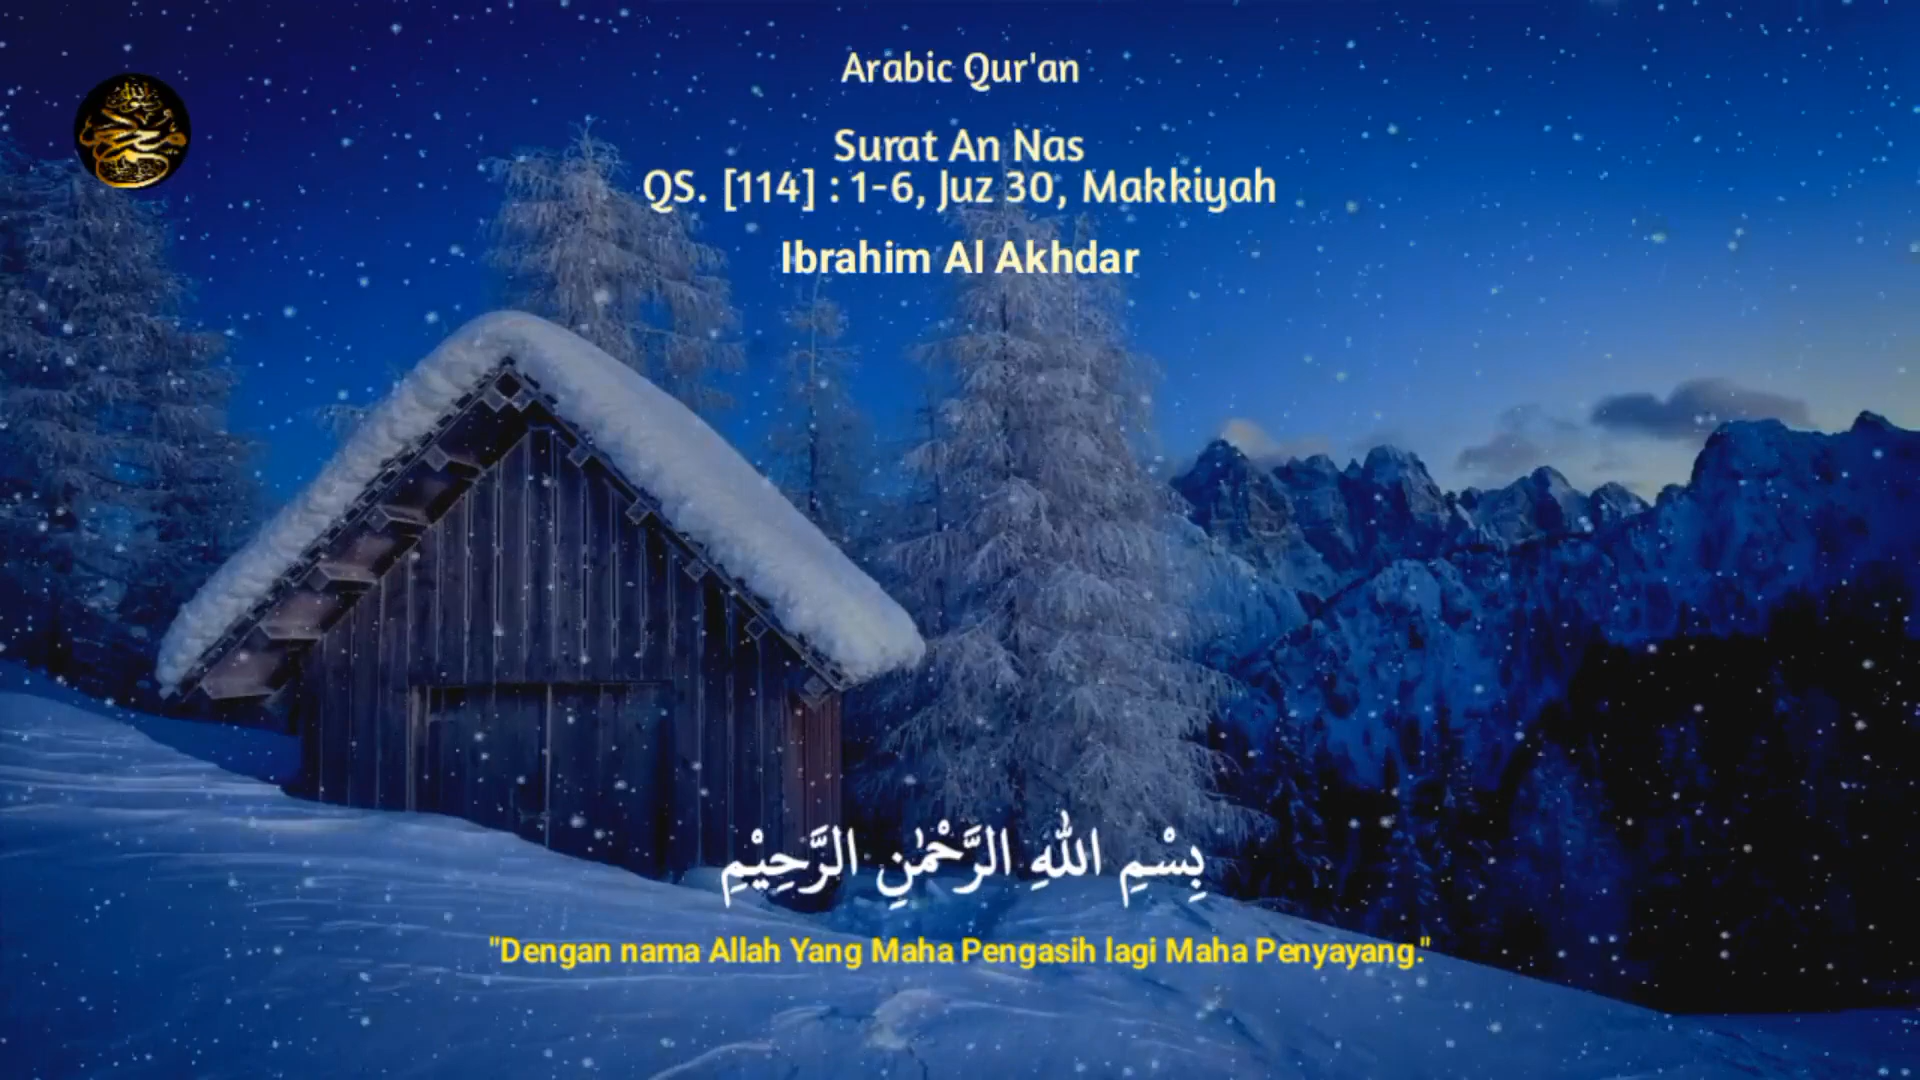 Arabic Qur'an
Surat An Nas
QS. [114] : 1-6, Juz 30, Makkiyah
Ibrahim Al Akhdar
بِسْمِ اللهِ الرَّحْمٰنِ الرَّحِيْمِ
"Dengan nama Allah Yang Maha Pengasih lagi Maha Penyayang."